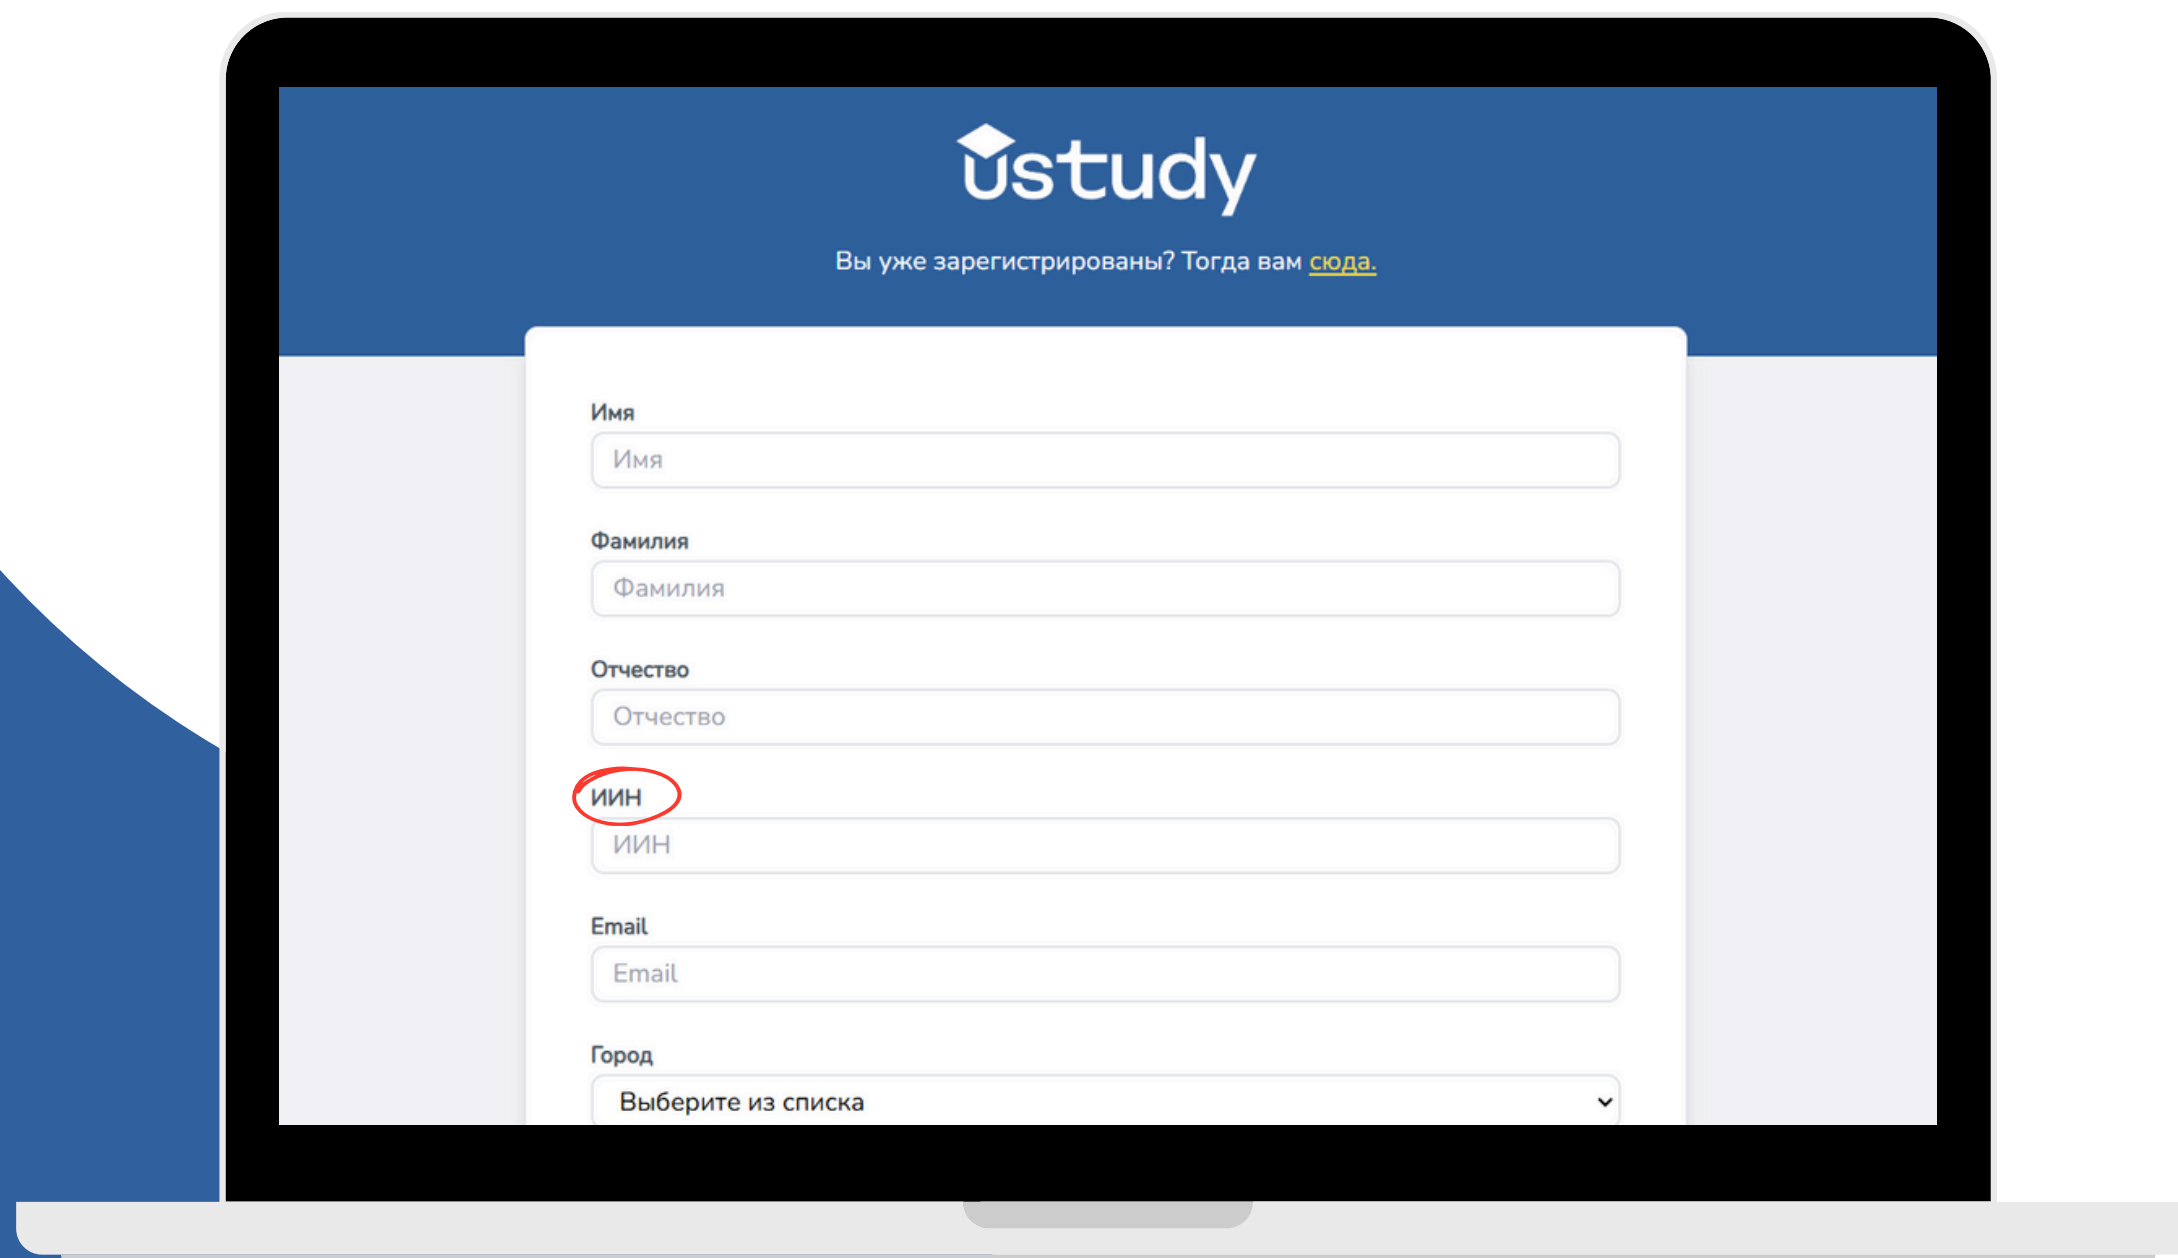 ustudy
Вы уже зарегистрированы? Тогда вам сюда.
Имя
Имя
Фамилия
Фамилия
Отчество
Отчество
ИИН
ИИН
Email
Email
Город
Выберите из списка